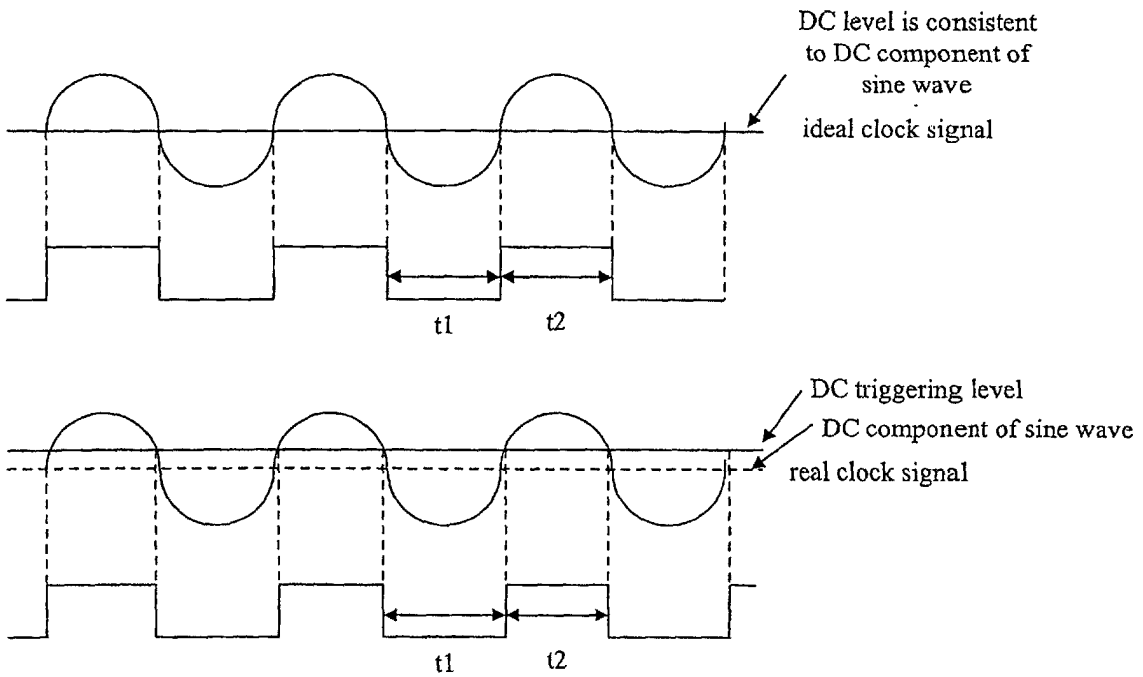 DC level is consistent
to DC component of
sine wave
ideal clock signal
t1
t2
DC triggering level
DC component of sine wave
real clock signal
t1
t2